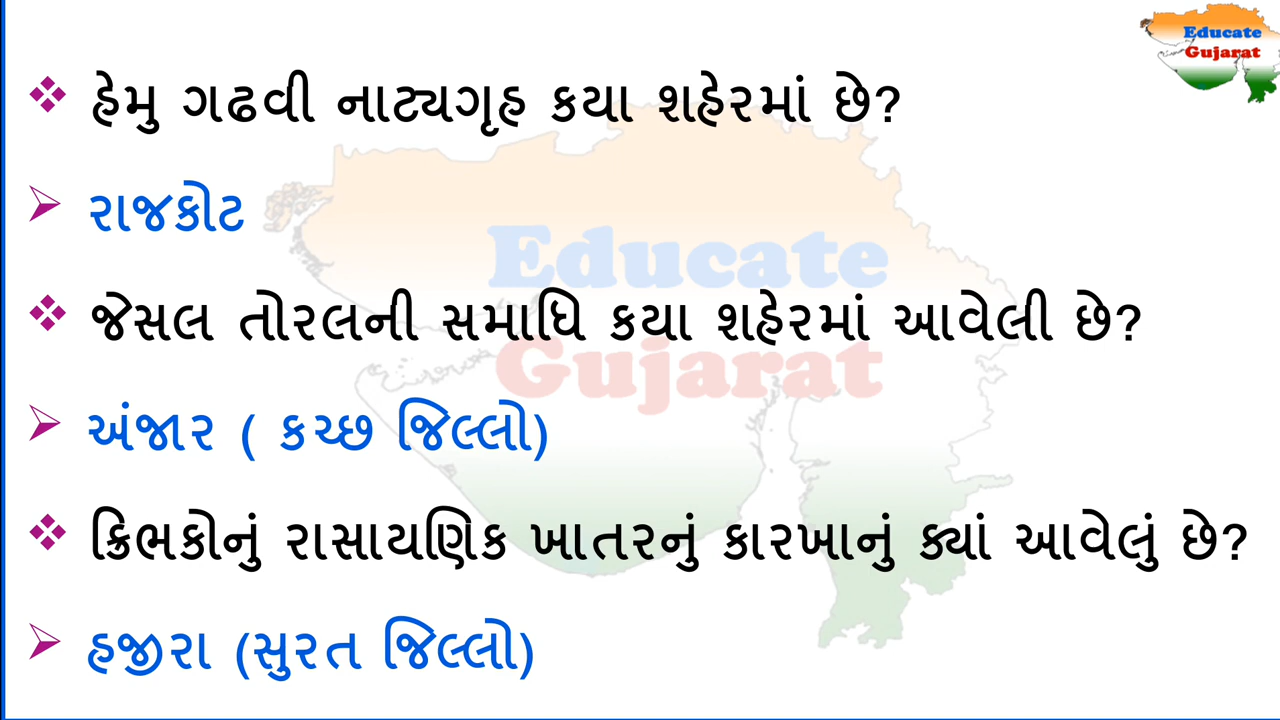 Educate
Gujarat
હેમુ ગઢવી નાટ્યગૃહ કયા શહેરમાં છે?
રાજકોટ
Educate
જેસલ તોરલની સમાધિ કયા શહેરમાં આવેલી છે?
Gujarat
અંજાર ( કચ્છ જિલ્લો)
ક્રિભકોનું રાસાયણિક ખાતરનું કારખાનું ક્યાં આવેલું છે?
હજીરા (સુરત જિલ્લો)